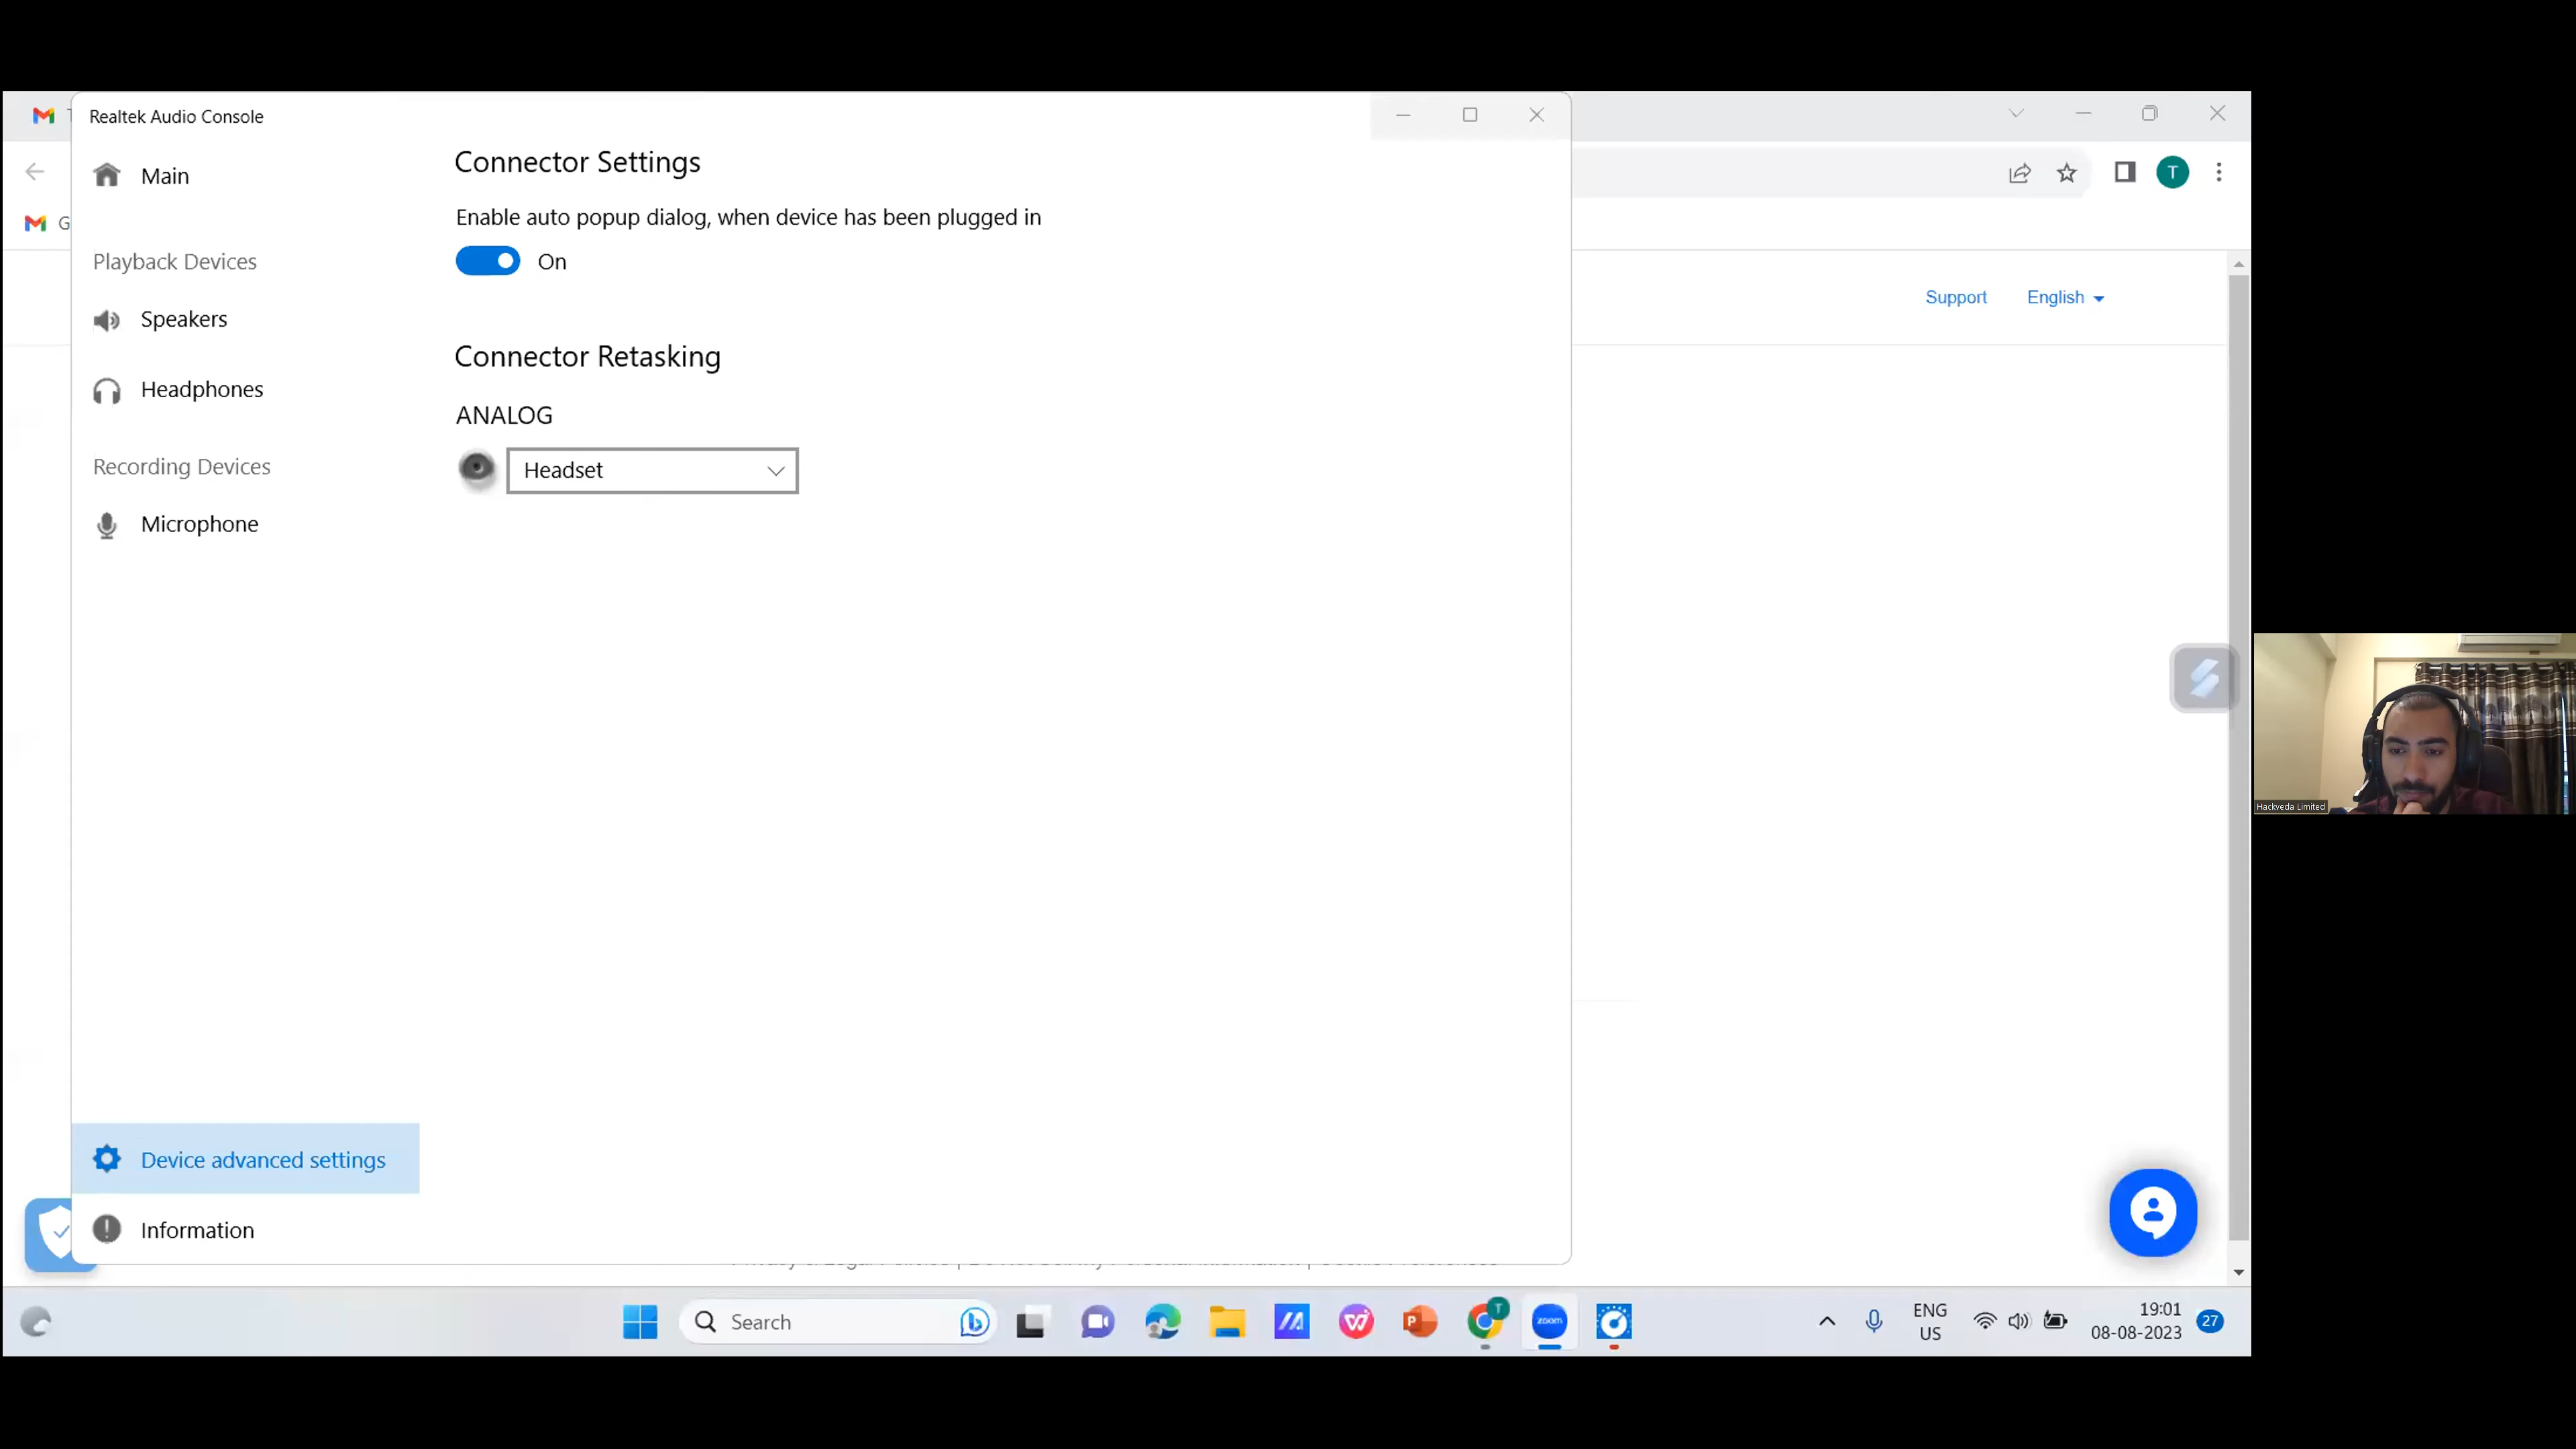 Realtek Audio Console
Main
Connector Settings
Enable auto popup dialog, when device has been plugged in
On
Playback Devices
Speakers
Headphones
Connector Retasking
ANALOG
Headset
Recording Devices
Microphone
Device advanced settings
Information
G
T
Support
English
Hackveda Limited
Search
zoom
T
ENG
US
19:01
08-08-2023
27